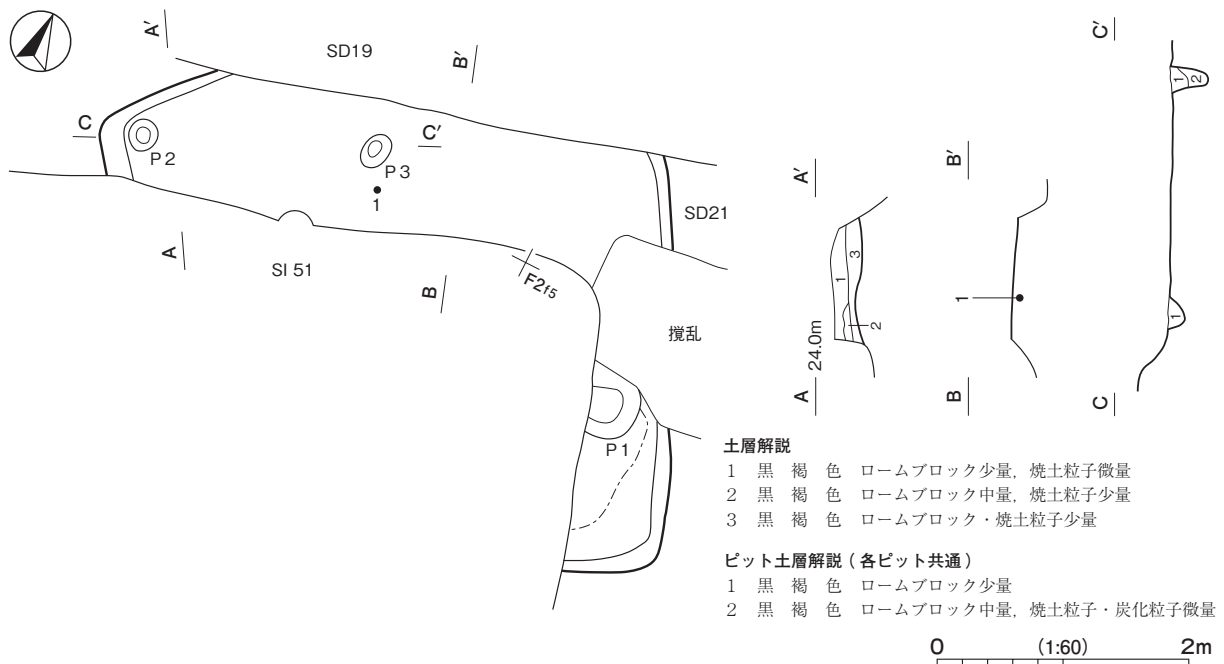 A'
SD19
B'
C
C'
P2
P3
1
SD21
A
SI 51
B
F2f5
撹乱
P1
C'
A'
B'
1
2
3
1
2
1
1
24.0m
A
B
C
土層解説
1 黒 褐 色 ロームブロック少量，焼土粒子微量
2 黒 褐 色 ロームブロック中量，焼土粒子少量
3 黒 褐 色 ロームブロック・焼土粒子少量
ピット土層解説（各ピット共通）
1 黒 褐 色 ロームブロック少量
2 黒 褐 色 ロームブロック中量，焼土粒子・炭化粒子微量
0 (1:60) 2m